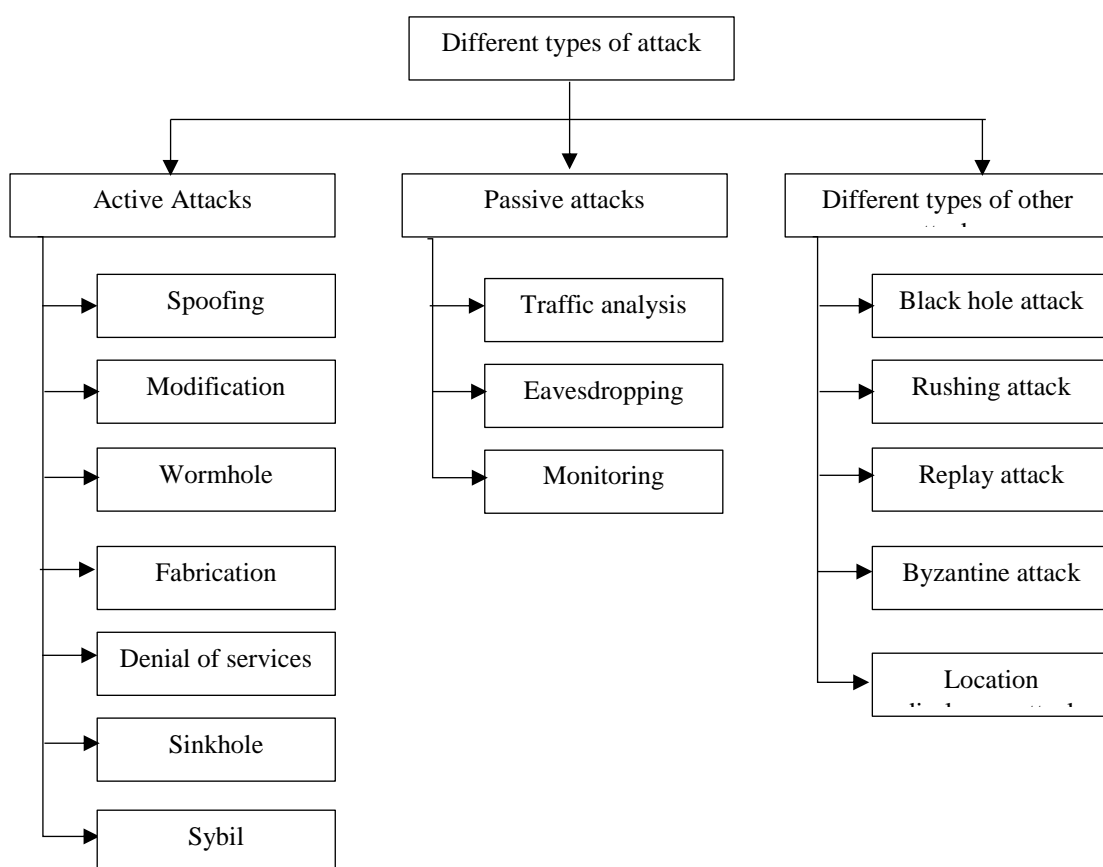 Different types of attack
Active Attacks
Passive attacks
Different types of other
Spoofing
Modification
Wormhole
Fabrication
Denial of services
Sinkhole
Sybil
Traffic analysis
Eavesdropping
Monitoring
Black hole attack
Rushing attack
Replay attack
Byzantine attack
Location